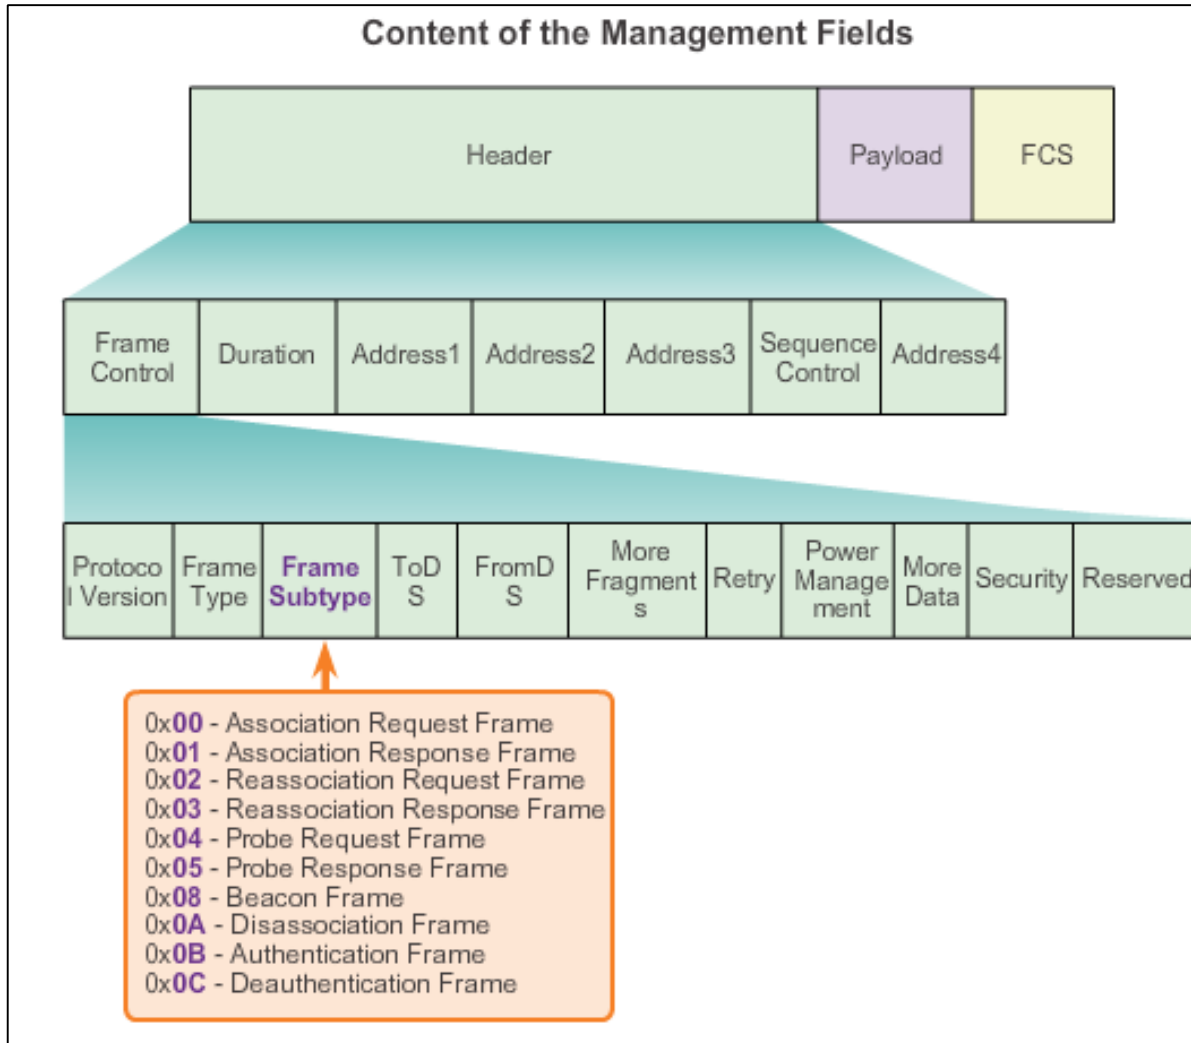 Content of the Management Fields
Header
Payload
FCS
Frame
Control
Duration
Address1
Address2
Address3
Sequence
Control
Address4
Protoco
l Version
Frame
Type
Frame
Subtype
ToD
S
FromD
S
More
Fragment
s
Retry
Power
Manage
ment
More
Data
Security
Reserved
0x00 - Association Request Frame
0x01 - Association Response Frame
0x02 - Reassociation Request Frame
0x03 - Reassociation Response Frame
0x04 - Probe Request Frame
0x05 - Probe Response Frame
0x08 - Beacon Frame
0x0A - Disassociation Frame
0x0B - Authentication Frame
0x0C - Deauthentication Frame